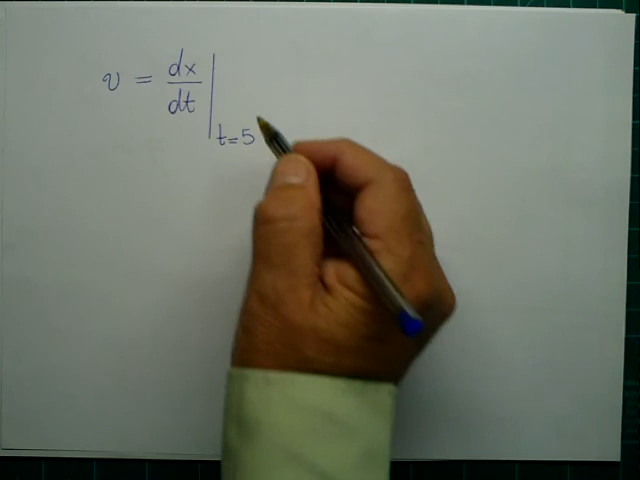 v = dx/dt |t=5